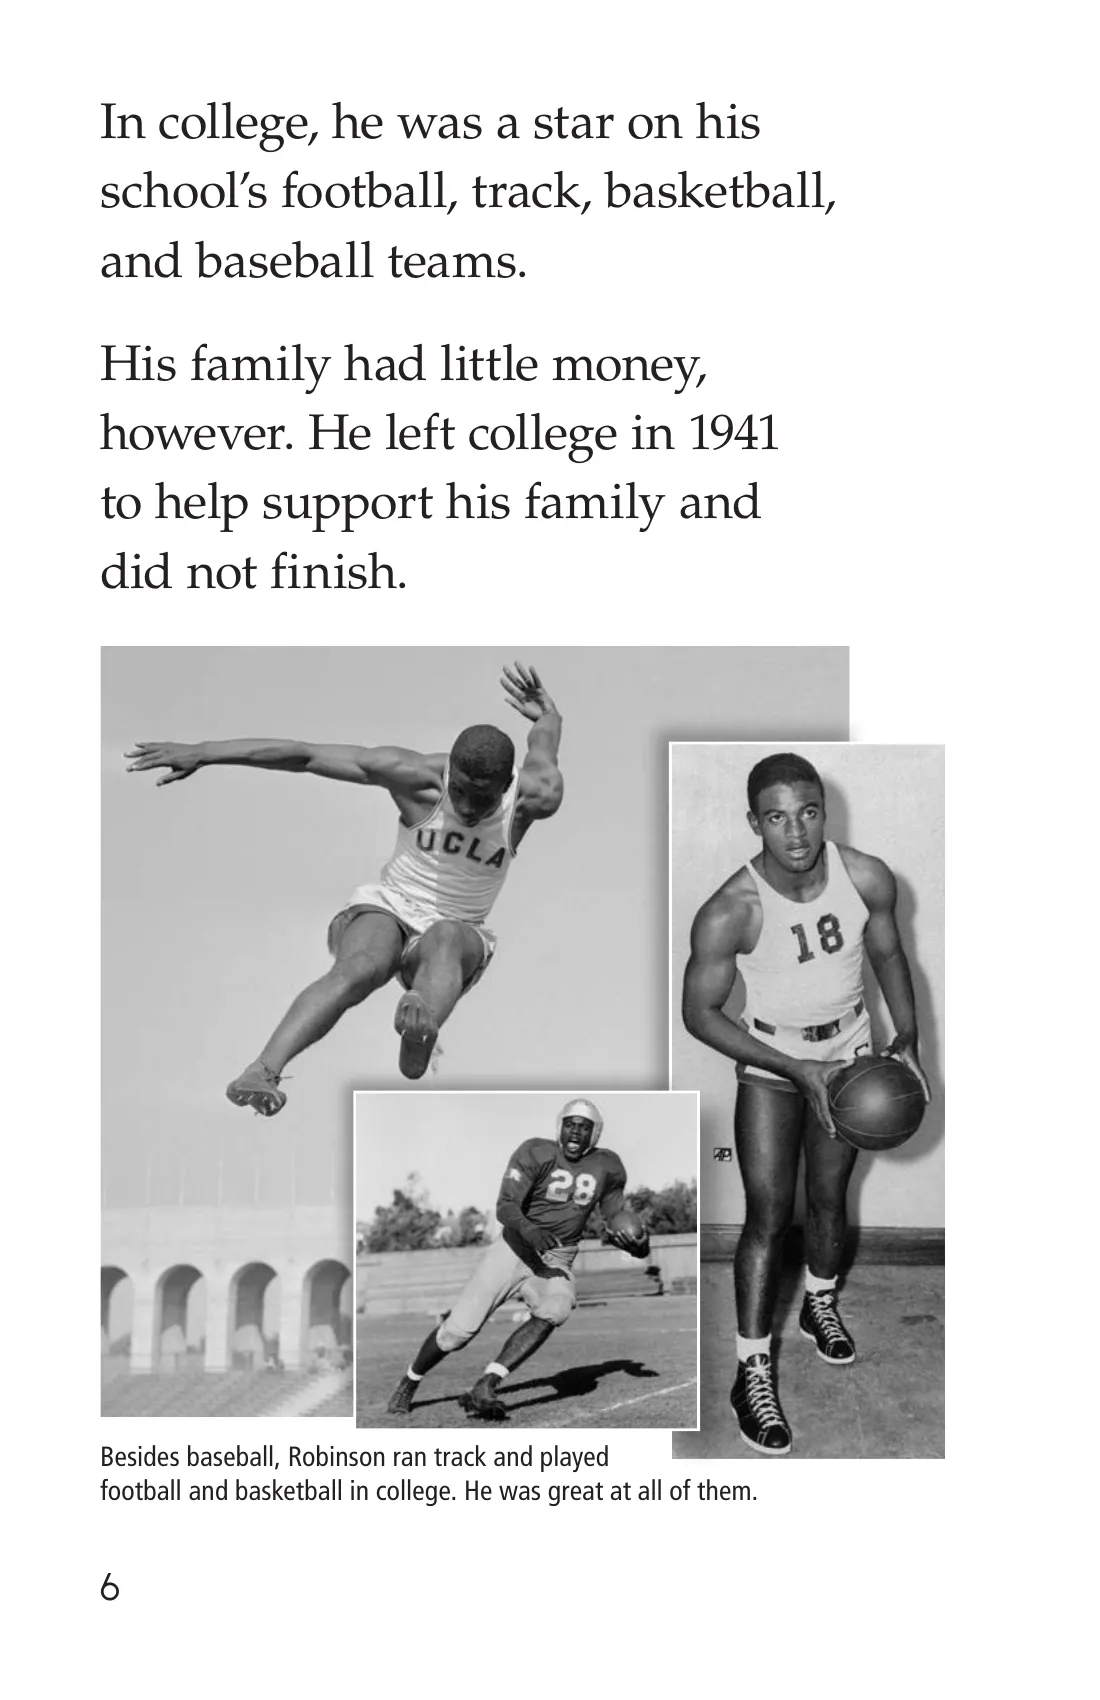 In college, he was a star on his
school’s football, track, basketball,
and baseball teams.
His family had little money,
however. He left college in 1941
to help support his family and
did not finish.
UCLA
18
28
AP
Besides baseball, Robinson ran track and played
football and basketball in college. He was great at all of them.
6